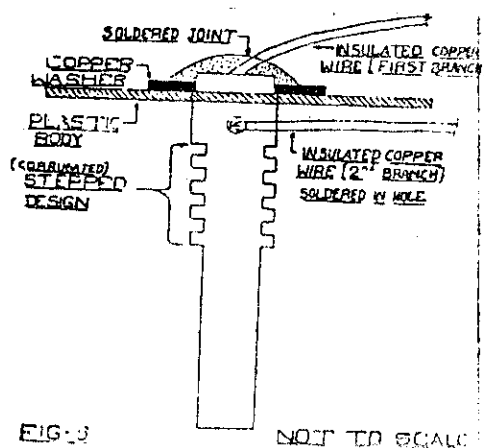 SOLDERED JOINT
INSULATED COPPER
WIRE (FIRST BRANCH
COPPER
WASHER
PLASTIC
BODY
(CORRUGATED)
STEPPED
DESIGN
INSULATED COPPER
WIRE (2ND BRANCH)
SOLDERED IN HOLE
FIG-3
NOT TO SCALE